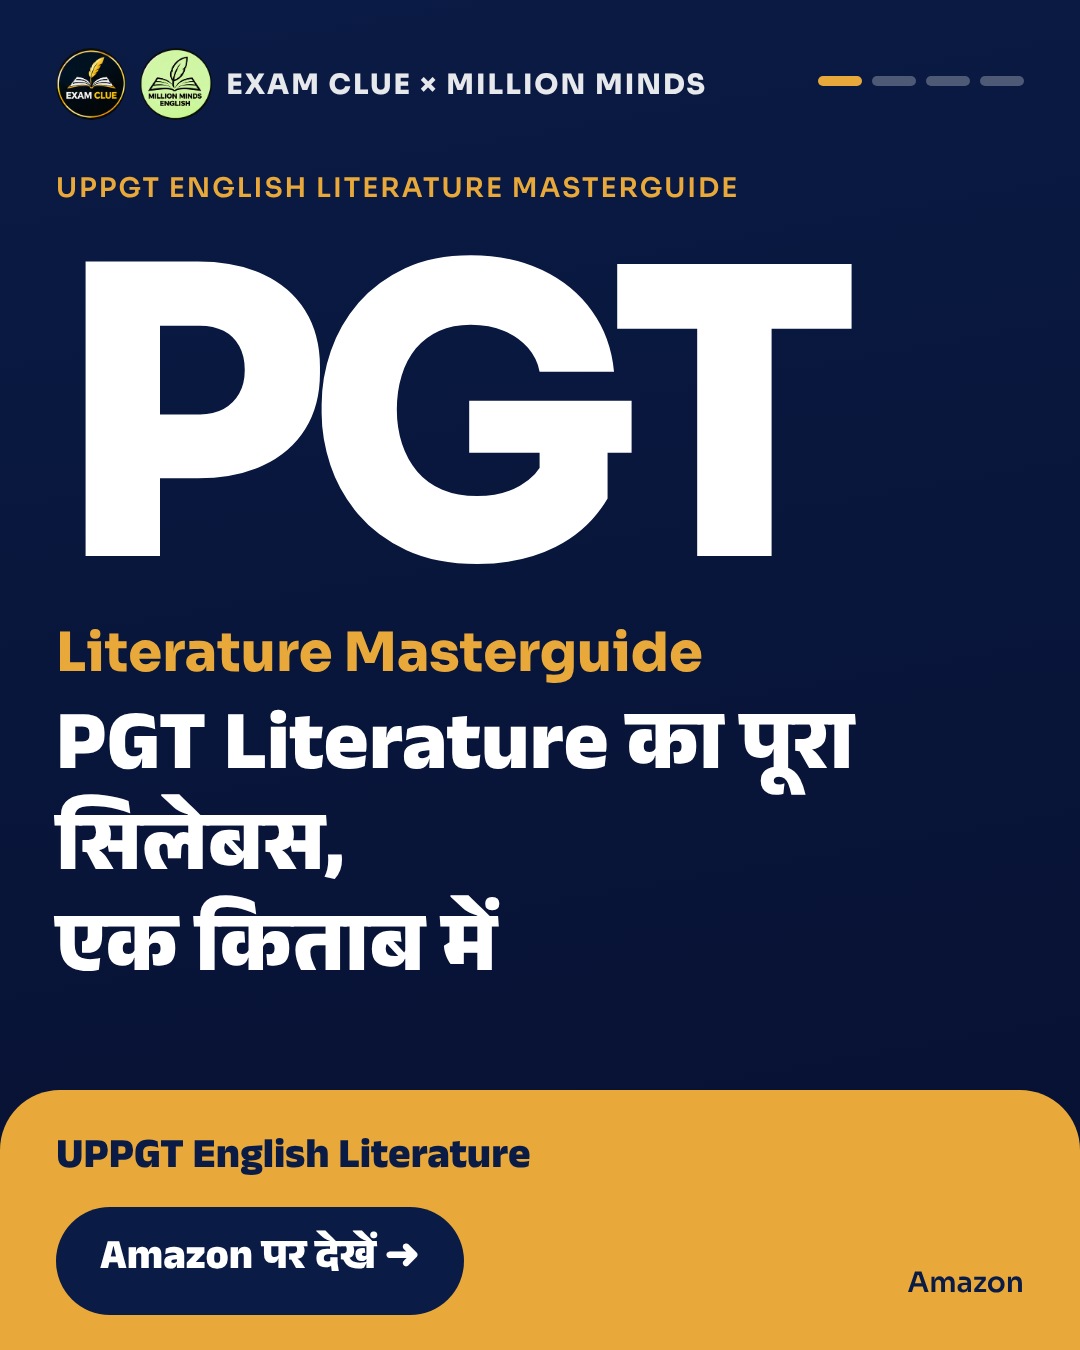 EXAM CLUE
MILLION MINDS
ENGLISH
EXAM CLUE × MILLION MINDS
UPPGT ENGLISH LITERATURE MASTERGUIDE
PGT
Literature Masterguide
PGT Literature का पूरा
सिलेबस,
एक किताब में
UPPGT English Literature
Amazon पर देखें →
Amazon